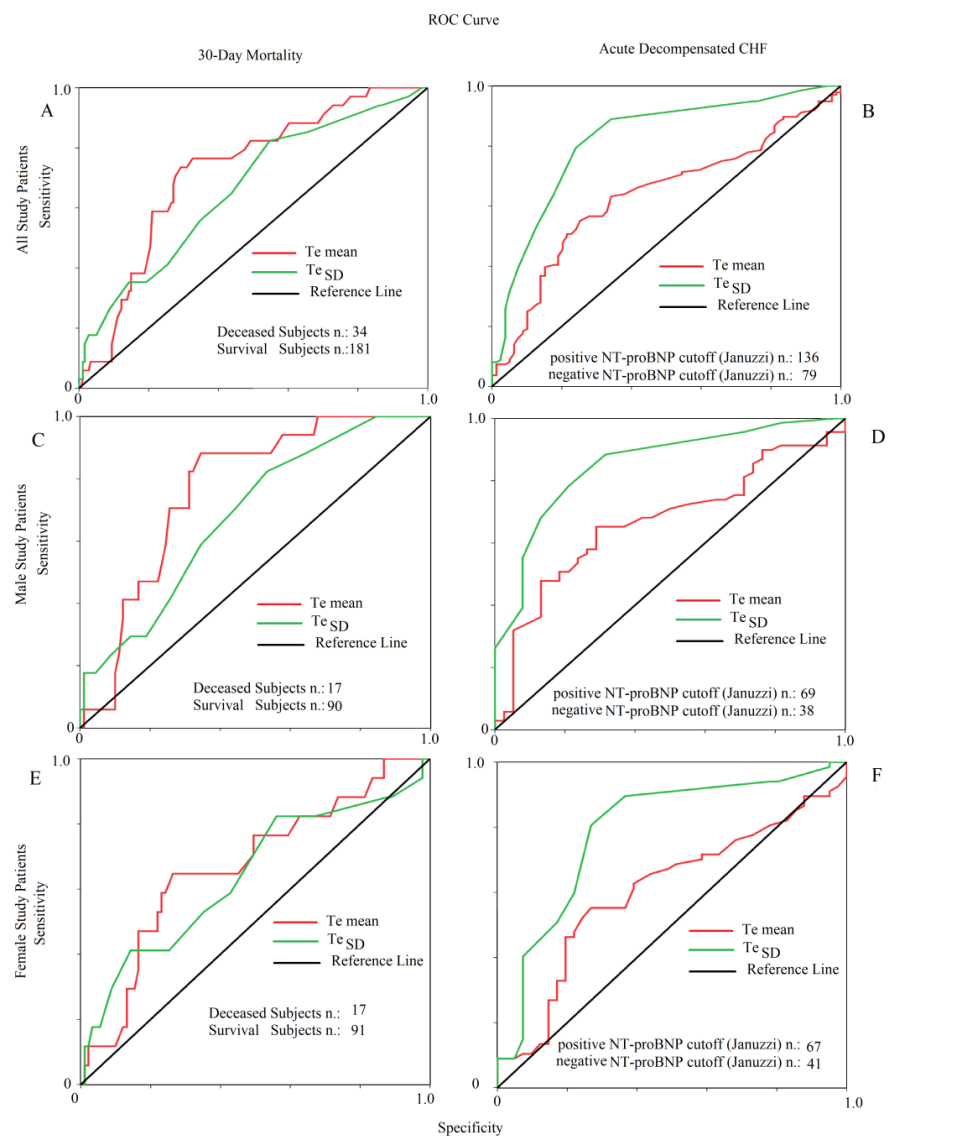 ROC Curve
30-Day Mortality
Acute Decompensated CHF
A
All Study Patients
Sensitivity
1.0
Te mean
Te SD
Reference Line
Deceased Subjects n.: 34
Survival Subjects n.:181
0
1.0
B
1.0
Te mean
Te SD
Reference Line
positive NT-proBNP cutoff (Januzzi) n.: 136
negative NT-proBNP cutoff (Januzzi) n.: 79
0
1.0
C
Male Study Patients
Sensitivity
1.0
Te mean
Te SD
Reference Line
Deceased Subjects n.: 17
Survival Subjects n.: 90
0
1.0
D
1.0
Te mean
Te SD
Reference Line
positive NT-proBNP cutoff (Januzzi) n.: 69
negative NT-proBNP cutoff (Januzzi) n.: 38
0
1.0
E
Female Study Patients
Sensitivity
1.0
Te mean
Te SD
Reference Line
Deceased Subjects n.: 17
Survival Subjects n.: 91
0
1.0
F
1.0
Te mean
Te SD
Reference Line
positive NT-proBNP cutoff (Januzzi) n.: 67
negative NT-proBNP cutoff (Januzzi) n.: 41
0
1.0
Specificity